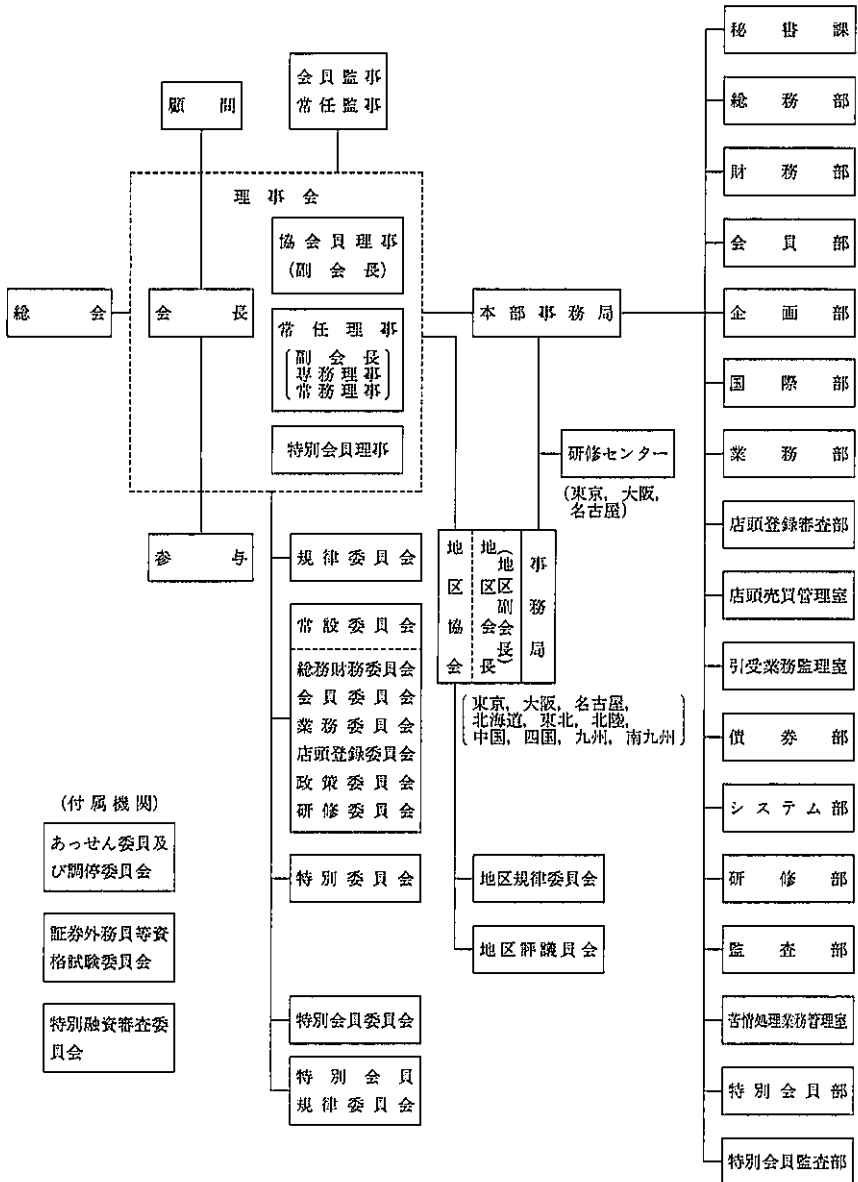 顧問
会員監事
常任監事
理事会
協会員理事
(副会長)
総会
会長
常任理事
副会長
専務理事
常務理事
特別会員理事
参与
本部事務局
研修センター
(東京, 大阪,
名古屋)
地区協会
地区会長
(地区副会長)
事務局
東京, 大阪, 名古屋,
北海道, 東北, 北陸,
中国, 四国, 九州, 南九州
規律委員会
常設委員会
総務財務委員会
会員委員会
業務委員会
店頭登録委員会
政策委員会
研修委員会
特別委員会
特別会員委員会
特別会員
規律委員会
地区規律委員会
地区評議員会
(付属機関)
あっせん委員及
び調停委員会
証券外務員等資
格試験委員会
特別融資審査委
員会
秘書課
総務部
財務部
会員部
企画部
国際部
業務部
店頭登録審査部
店頭売買管理室
引受業務監理室
債券部
システム部
研修部
監査部
苦情処理業務管理室
特別会員部
特別会員監査部